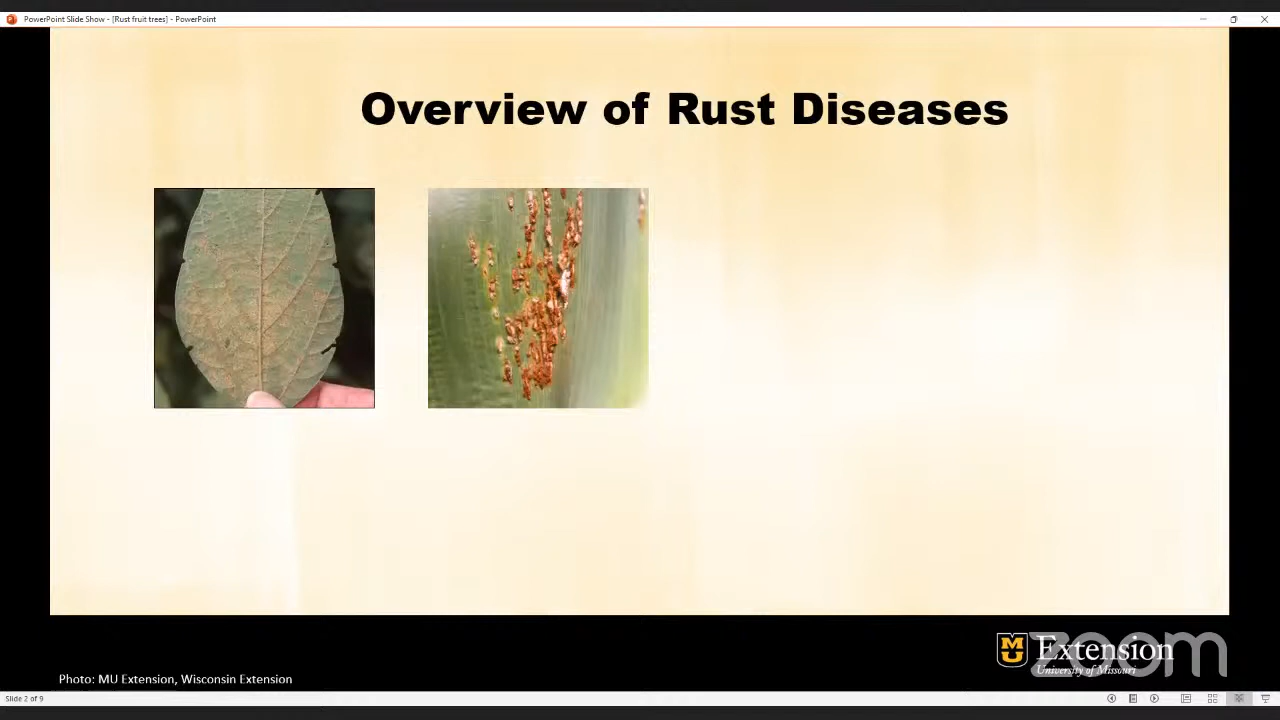 PowerPoint Slide Show - [Rust fruit trees] - PowerPoint
Overview of Rust Diseases
MU
Extension
University of Missouri
zoom
Photo: MU Extension, Wisconsin Extension
Slide 2 of 9